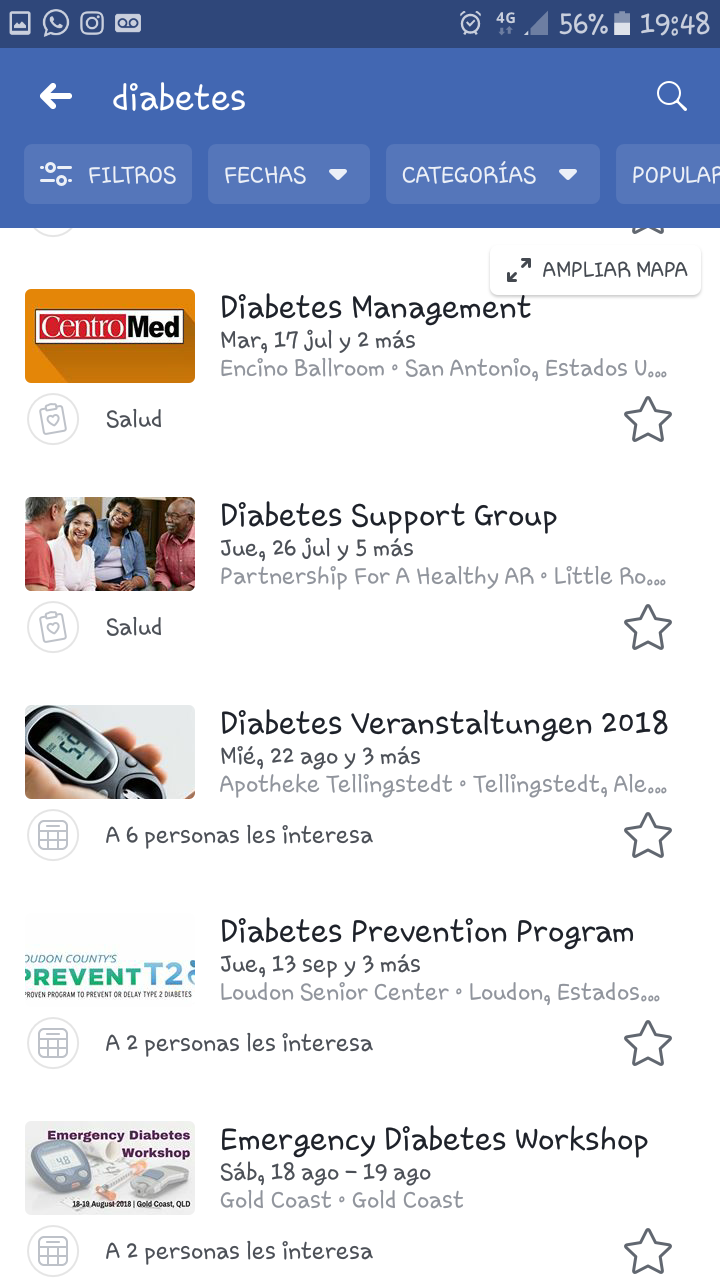 4G 56% 19:48
diabetes
FILTROS FECHAS CATEGORÍAS POPULAR
AMPLIAR MAPA
CentroMed
Diabetes Management
Mar, 17 jul y 2 más
Encino Ballroom • San Antonio, Estados U...
Salud
Diabetes Support Group
Jue, 26 jul y 5 más
Partnership For A Healthy AR • Little Ro...
Salud
Diabetes Veranstaltungen 2018
Mié, 22 ago y 3 más
Apotheke Tellingstedt • Tellingstedt, Ale...
A 6 personas les interesa
OUDON COUNTY'S
PREVENT T2
PROVEN PROGRAM TO PREVENT OR DELAY TYPE 2 DIABETES
Diabetes Prevention Program
Jue, 13 sep y 3 más
Loudon Senior Center • Loudon, Estados...
A 2 personas les interesa
Emergency Diabetes
Workshop
4.8
18-19 August 2018 | Gold Coast, QLD
Emergency Diabetes Workshop
Sáb, 18 ago – 19 ago
Gold Coast • Gold Coast
A 2 personas les interesa